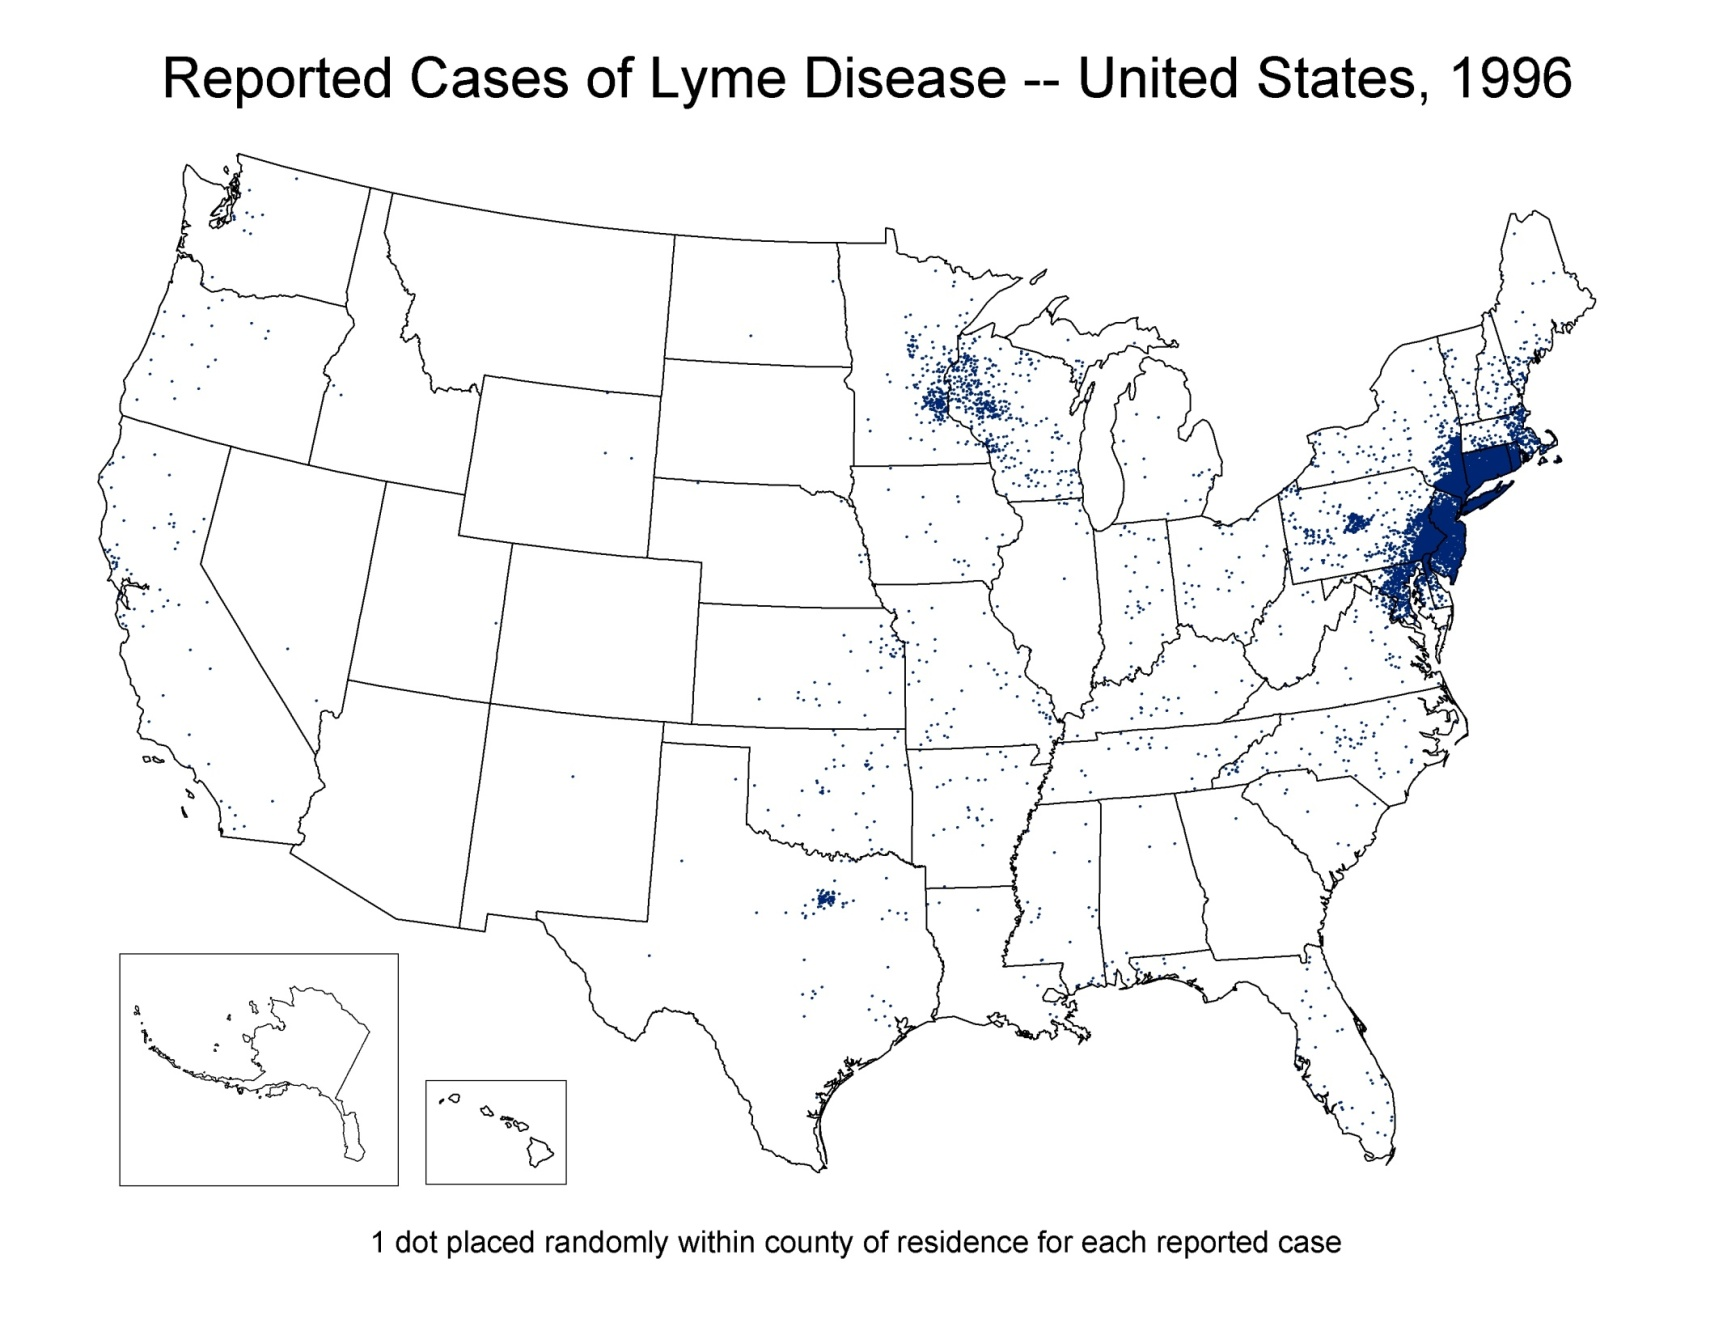 Reported Cases of Lyme Disease -- United States, 1996
1 dot placed randomly within county of residence for each reported case